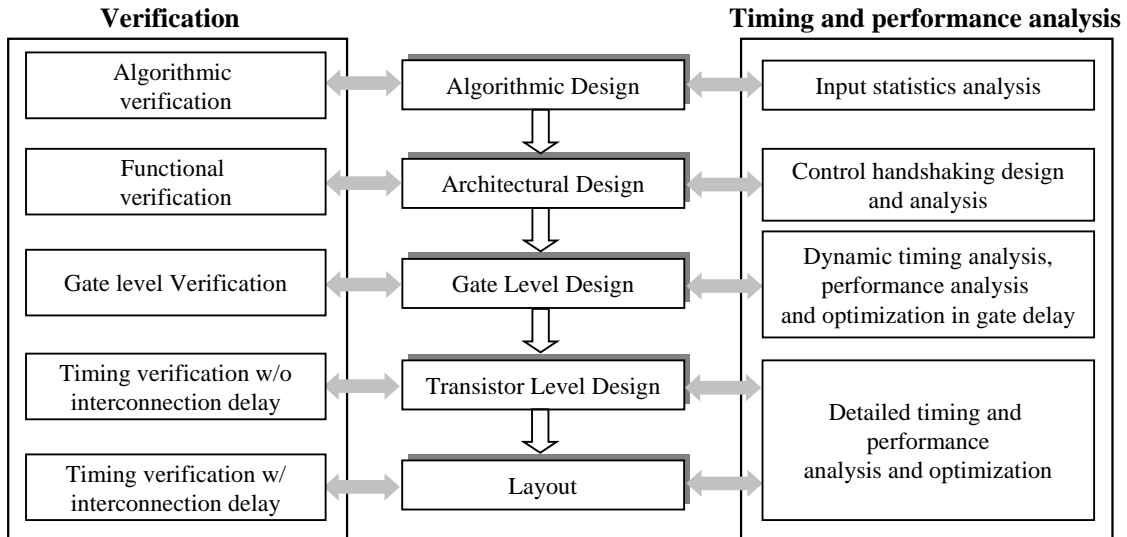 Verification
Timing and performance analysis
Algorithmic
verification
Algorithmic Design
Input statistics analysis
Functional
verification
Architectural Design
Control handshaking design
and analysis
Gate level Verification
Gate Level Design
Dynamic timing analysis,
performance analysis
and optimization in gate delay
Timing verification w/o
interconnection delay
Transistor Level Design
Detailed timing and
performance
analysis and optimization
Timing verification w/
interconnection delay
Layout